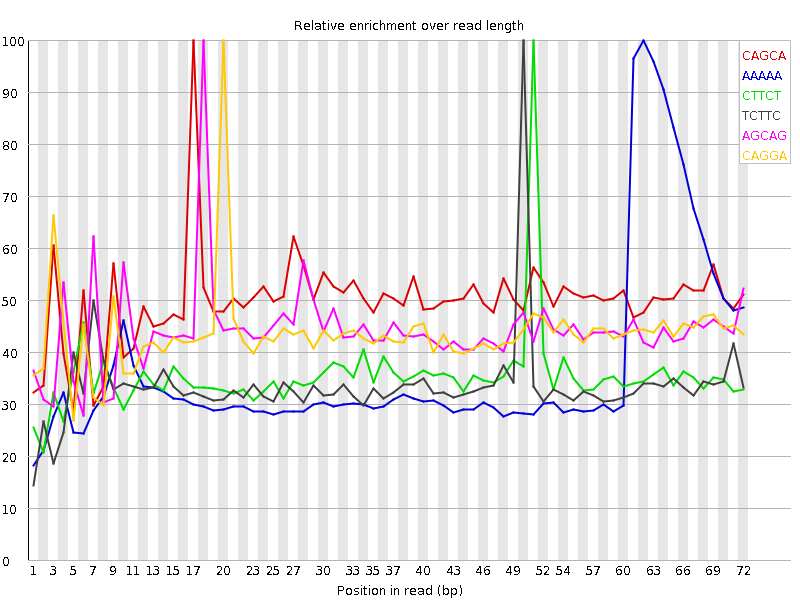 Relative enrichment over read length
100
90
80
70
60
50
40
30
20
10
0
CAGCA
AAAAA
CTTCT
TCTTC
AGCAG
CAGGA
1 3 5 7 9 11 13 15 17 20 23 25 27 30 33 35 37 40 43 46 49 52 54 57 60 63 66 69 72
Position in read (bp)